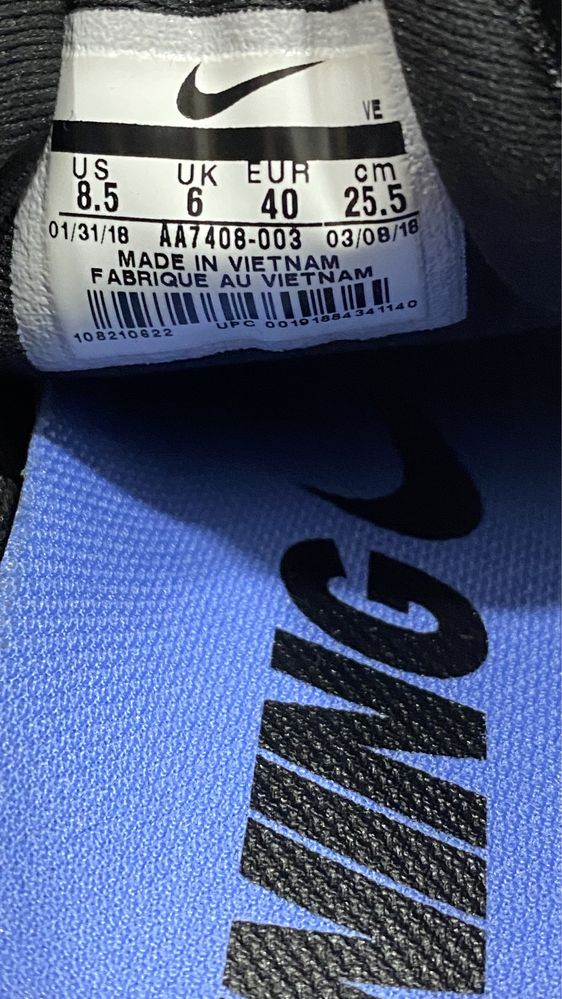 VE
US UK EUR cm
8.5 6 40 25.5
01/31/18 AA7408-003 03/08/18
MADE IN VIETNAM
FABRIQUE AU VIETNAM
108210622 UPC 00191884341140